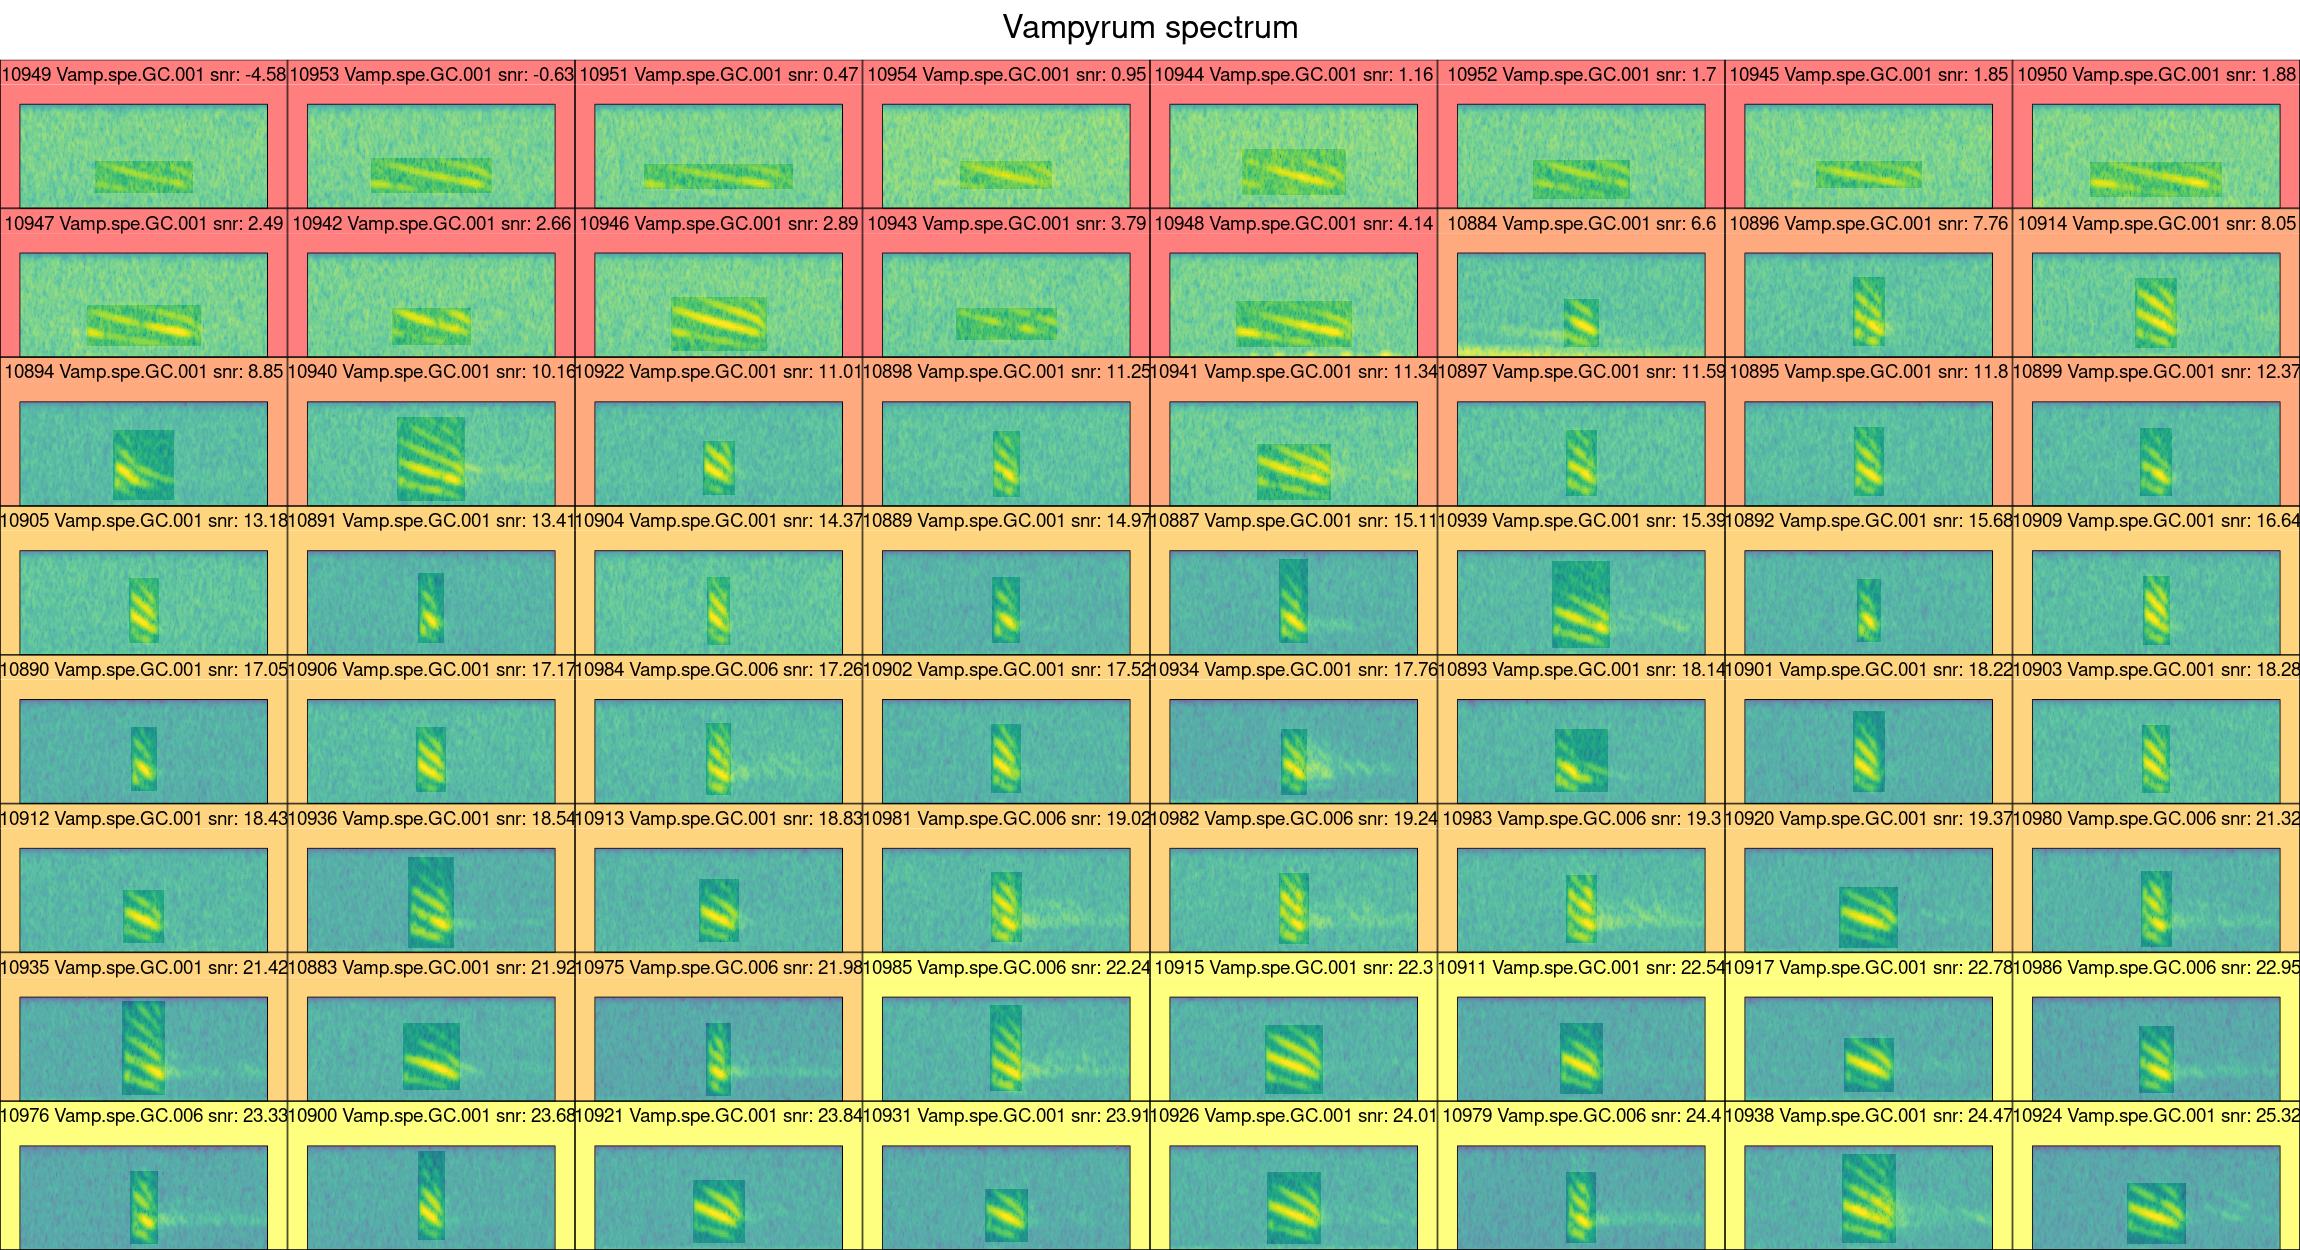 Vampyrum spectrum
10949 Vamp.spe.GC.001 snr: -4.58 10953 Vamp.spe.GC.001 snr: -0.63 10951 Vamp.spe.GC.001 snr: 0.47 10954 Vamp.spe.GC.001 snr: 0.95 10944 Vamp.spe.GC.001 snr: 1.16 10952 Vamp.spe.GC.001 snr: 1.7 10945 Vamp.spe.GC.001 snr: 1.85 10950 Vamp.spe.GC.001 snr: 1.88
10947 Vamp.spe.GC.001 snr: 2.49 10942 Vamp.spe.GC.001 snr: 2.66 10946 Vamp.spe.GC.001 snr: 2.89 10943 Vamp.spe.GC.001 snr: 3.79 10948 Vamp.spe.GC.001 snr: 4.14 10884 Vamp.spe.GC.001 snr: 6.6 10896 Vamp.spe.GC.001 snr: 7.76 10914 Vamp.spe.GC.001 snr: 8.05
10894 Vamp.spe.GC.001 snr: 8.85 10940 Vamp.spe.GC.001 snr: 10.16 10922 Vamp.spe.GC.001 snr: 11.01 10898 Vamp.spe.GC.001 snr: 11.25 10941 Vamp.spe.GC.001 snr: 11.34 10897 Vamp.spe.GC.001 snr: 11.59 10895 Vamp.spe.GC.001 snr: 11.8 10899 Vamp.spe.GC.001 snr: 12.37
10905 Vamp.spe.GC.001 snr: 13.18 10891 Vamp.spe.GC.001 snr: 13.41 10904 Vamp.spe.GC.001 snr: 14.37 10889 Vamp.spe.GC.001 snr: 14.97 10887 Vamp.spe.GC.001 snr: 15.11 10939 Vamp.spe.GC.001 snr: 15.39 10892 Vamp.spe.GC.001 snr: 15.68 10909 Vamp.spe.GC.001 snr: 16.64
10890 Vamp.spe.GC.001 snr: 17.05 10906 Vamp.spe.GC.001 snr: 17.17 10984 Vamp.spe.GC.006 snr: 17.26 10902 Vamp.spe.GC.001 snr: 17.52 10934 Vamp.spe.GC.001 snr: 17.76 10893 Vamp.spe.GC.001 snr: 18.14 10901 Vamp.spe.GC.001 snr: 18.22 10903 Vamp.spe.GC.001 snr: 18.28
10912 Vamp.spe.GC.001 snr: 18.43 10936 Vamp.spe.GC.001 snr: 18.54 10913 Vamp.spe.GC.001 snr: 18.83 10981 Vamp.spe.GC.006 snr: 19.02 10982 Vamp.spe.GC.006 snr: 19.24 10983 Vamp.spe.GC.006 snr: 19.3 10920 Vamp.spe.GC.001 snr: 19.37 10980 Vamp.spe.GC.006 snr: 21.32
10935 Vamp.spe.GC.001 snr: 21.42 10883 Vamp.spe.GC.001 snr: 21.92 10975 Vamp.spe.GC.006 snr: 21.98 10985 Vamp.spe.GC.006 snr: 22.24 10915 Vamp.spe.GC.001 snr: 22.3 10911 Vamp.spe.GC.001 snr: 22.54 10917 Vamp.spe.GC.001 snr: 22.78 10986 Vamp.spe.GC.006 snr: 22.95
10976 Vamp.spe.GC.006 snr: 23.33 10900 Vamp.spe.GC.001 snr: 23.68 10921 Vamp.spe.GC.001 snr: 23.84 10931 Vamp.spe.GC.001 snr: 23.91 10926 Vamp.spe.GC.001 snr: 24.01 10979 Vamp.spe.GC.006 snr: 24.4 10938 Vamp.spe.GC.001 snr: 24.47 10924 Vamp.spe.GC.001 snr: 25.32